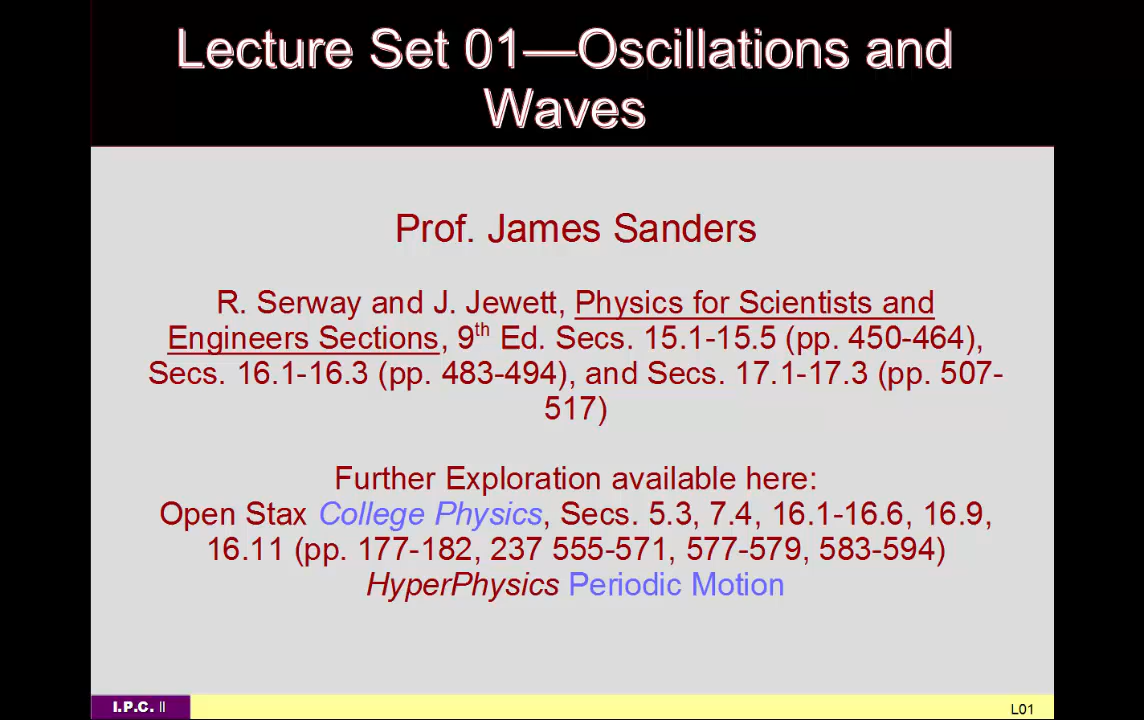 Lecture Set 01—Oscillations and
Waves
Prof. James Sanders
R. Serway and J. Jewett, Physics for Scientists and
Engineers Sections, 9th Ed. Secs. 15.1-15.5 (pp. 450-464),
Secs. 16.1-16.3 (pp. 483-494), and Secs. 17.1-17.3 (pp. 507-
517)
Further Exploration available here:
Open Stax College Physics, Secs. 5.3, 7.4, 16.1-16.6, 16.9,
16.11 (pp. 177-182, 237 555-571, 577-579, 583-594)
HyperPhysics Periodic Motion
I.P.C. II
L01